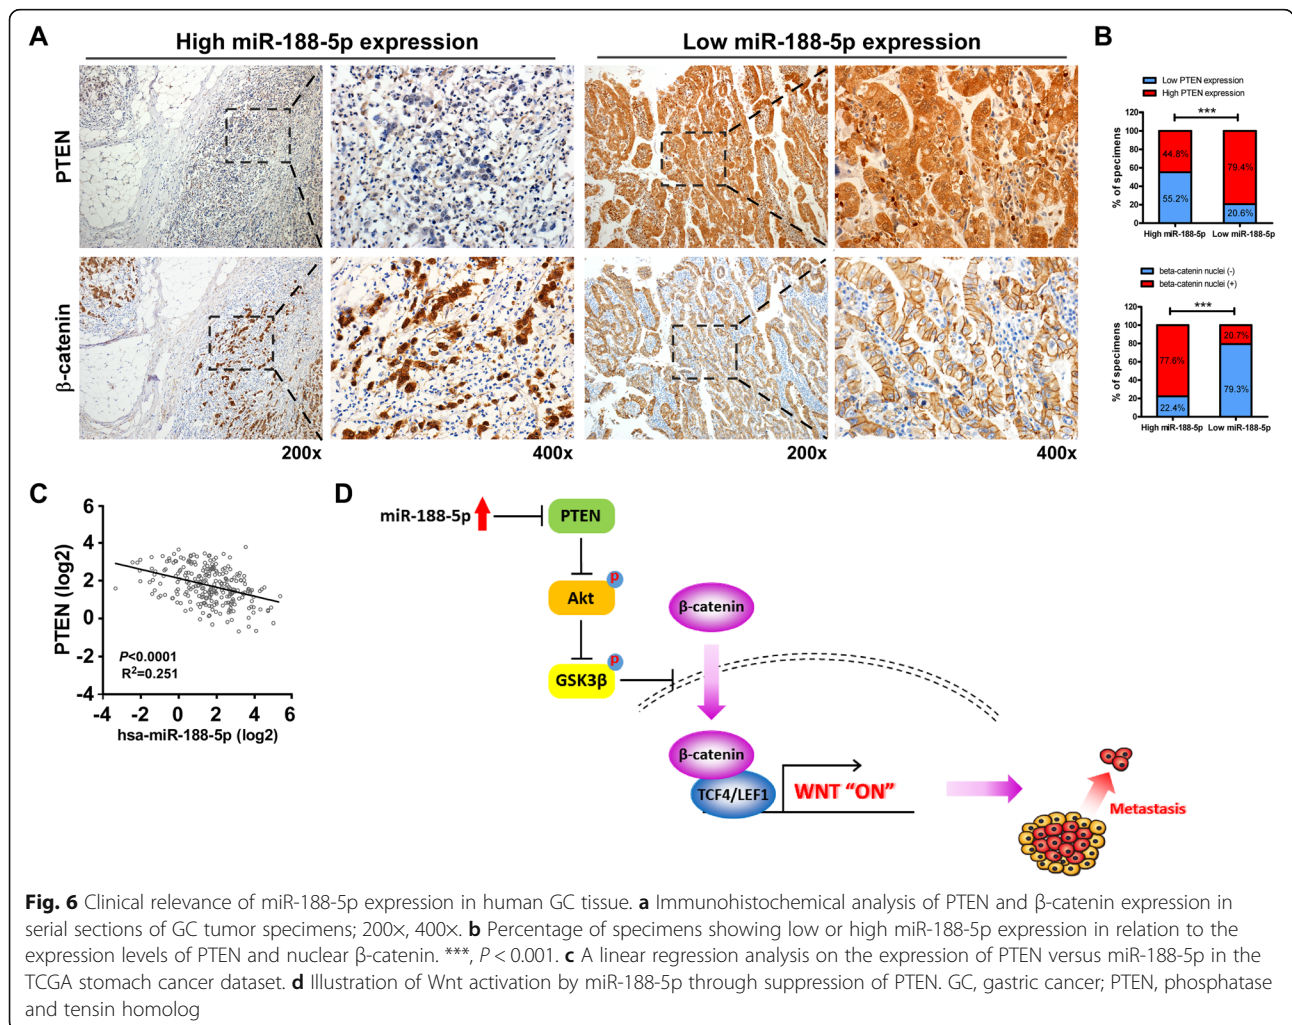 A
High miR-188-5p expression
Low miR-188-5p expression
PTEN
β-catenin
200x
400x
200x
400x
B
Low PTEN expression
High PTEN expression
***
% of specimens
120
100
80
60
40
20
0
44.8%
55.2%
79.4%
20.6%
High miR-188-5p
Low miR-188-5p
beta-catenin nuclei (-)
beta-catenin nuclei (+)
***
% of specimens
120
100
80
60
40
20
0
77.6%
22.4%
20.7%
79.3%
High miR-188-5p
Low miR-188-5p
C
PTEN (log2)
6
4
2
0
-2
-4
P<0.0001
R²=0.251
-4 -2 0 2 4 6
hsa-miR-188-5p (log2)
D
miR-188-5p
PTEN
Akt
p
GSK3β
p
β-catenin
β-catenin
TCF4/LEF1
WNT “ON”
Metastasis
Fig. 6 Clinical relevance of miR-188-5p expression in human GC tissue. a Immunohistochemical analysis of PTEN and β-catenin expression in
serial sections of GC tumor specimens; 200×, 400×. b Percentage of specimens showing low or high miR-188-5p expression in relation to the
expression levels of PTEN and nuclear β-catenin. ***, P < 0.001. c A linear regression analysis on the expression of PTEN versus miR-188-5p in the
TCGA stomach cancer dataset. d Illustration of Wnt activation by miR-188-5p through suppression of PTEN. GC, gastric cancer; PTEN, phosphatase
and tensin homolog